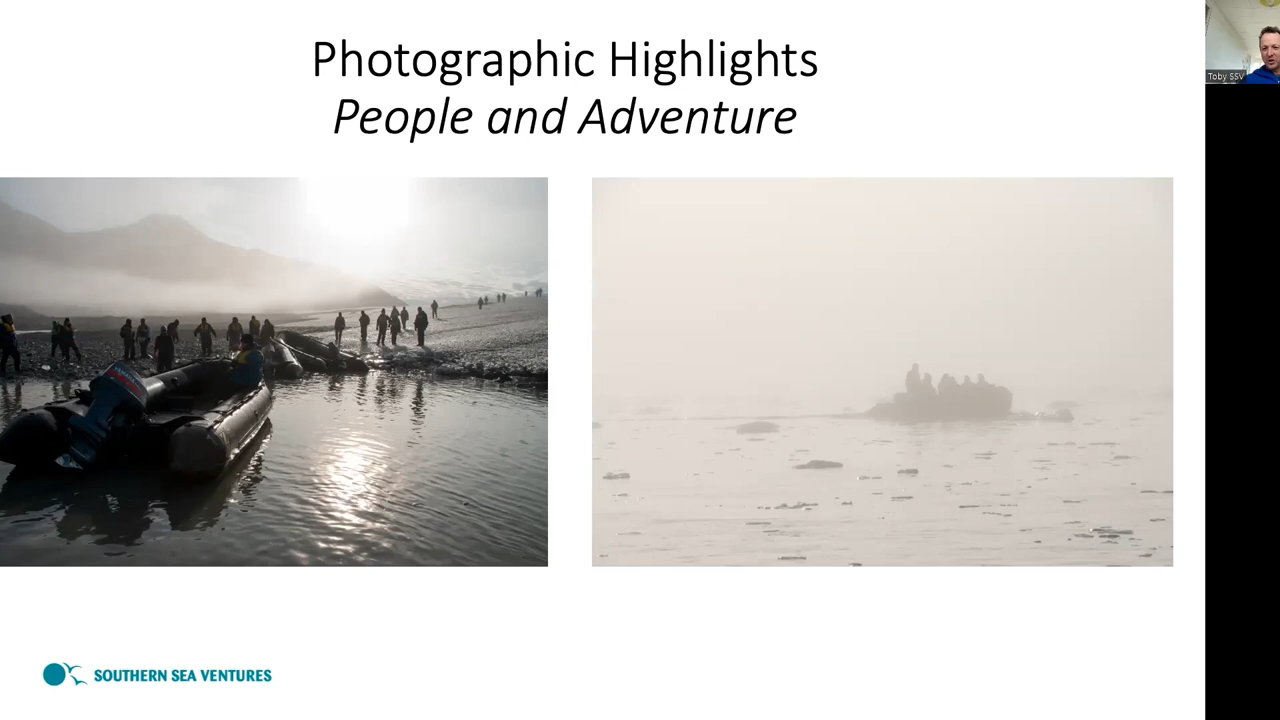 Photographic Highlights
People and Adventure
Toby SSV
SOUTHERN SEA VENTURES